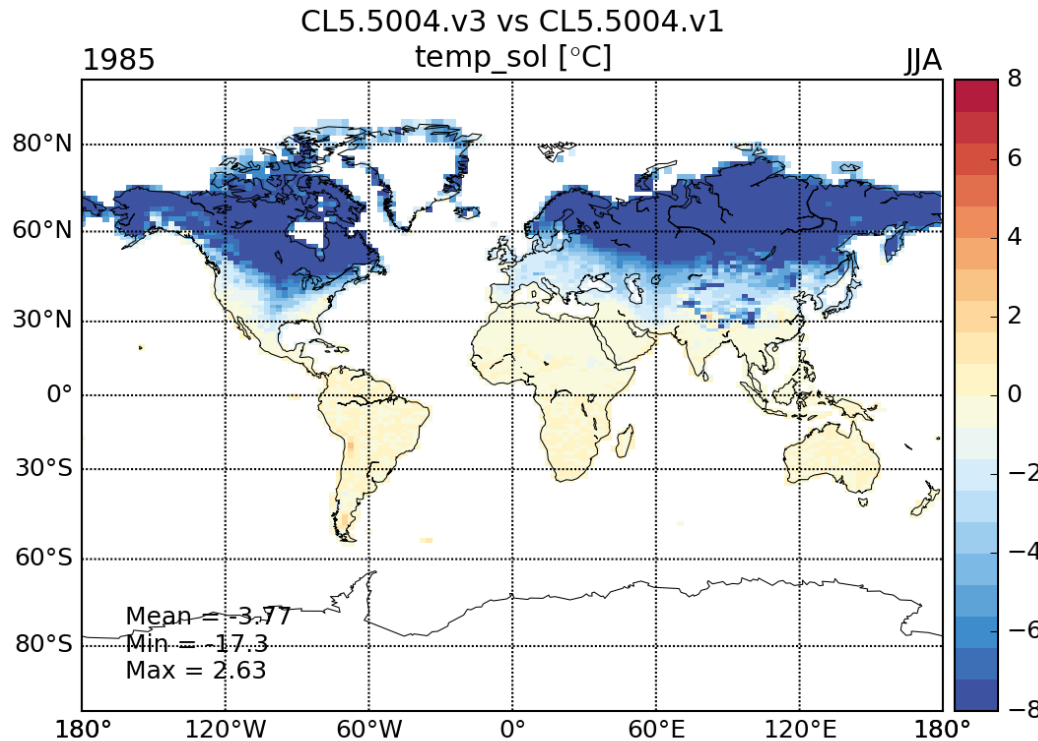 CL5.5004.v3 vs CL5.5004.v1
1985 temp_sol [°C] JJA
8
80°N
6
60°N
4
30°N
2
0°
0
30°S
−2
−4
60°S
Mean = -3.77
−6
80°S
Min = -17.3
Max = 2.63
−8
180° 120°W 60°W 0° 60°E 120°E 180°